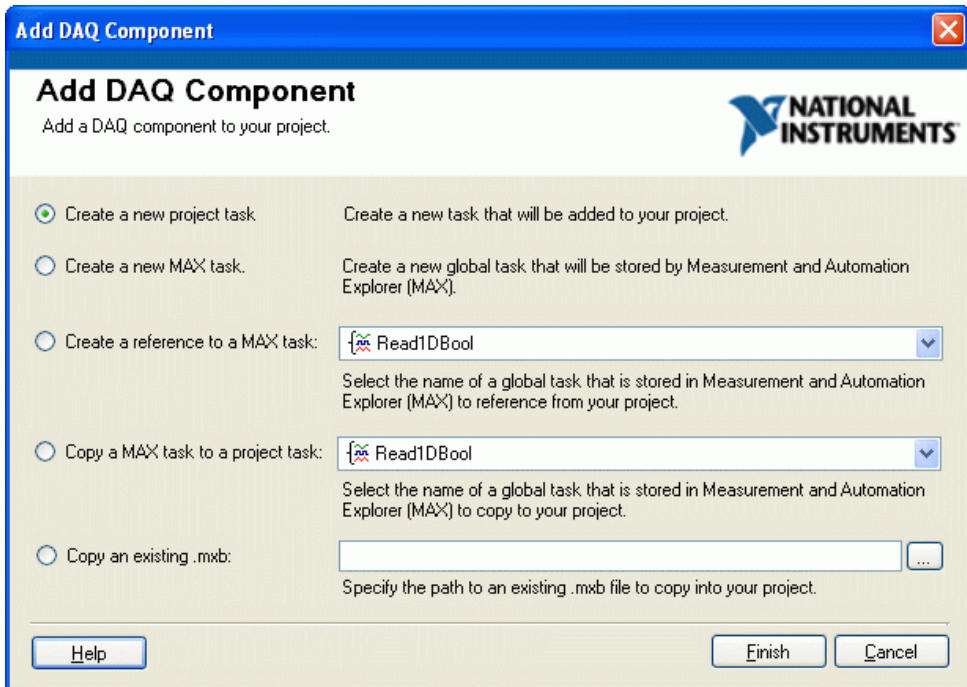 Add DAQ Component
Add DAQ Component
Add a DAQ component to your project.
NATIONAL
INSTRUMENTS
Create a new project task
Create a new task that will be added to your project.
Create a new MAX task.
Create a new global task that will be stored by Measurement and Automation
Explorer (MAX).
Create a reference to a MAX task:
Read1DBool
Select the name of a global task that is stored in Measurement and Automation
Explorer (MAX) to reference from your project.
Copy a MAX task to a project task:
Read1DBool
Select the name of a global task that is stored in Measurement and Automation
Explorer (MAX) to copy to your project.
Copy an existing .mxb:
...
Specify the path to an existing .mxb file to copy into your project.
Help
Finish
Cancel